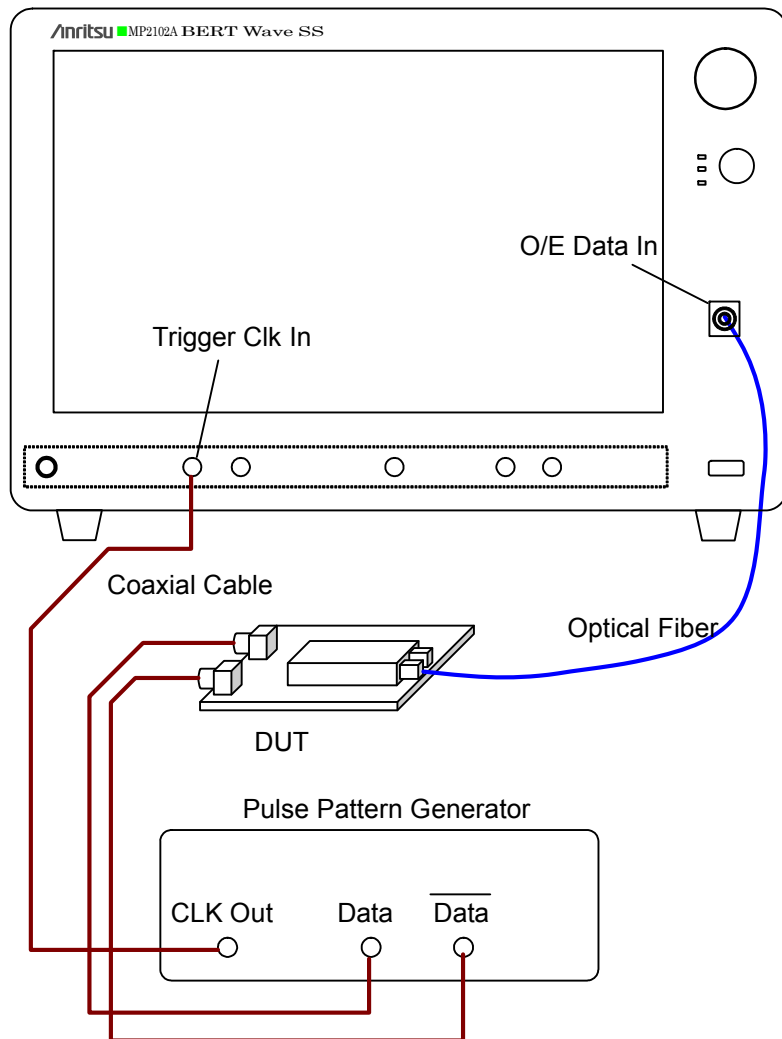 Anritsu MP2102A BERT Wave SS
O/E Data In
Trigger Clk In
Coaxial Cable
Optical Fiber
DUT
Pulse Pattern Generator
CLK Out Data Data